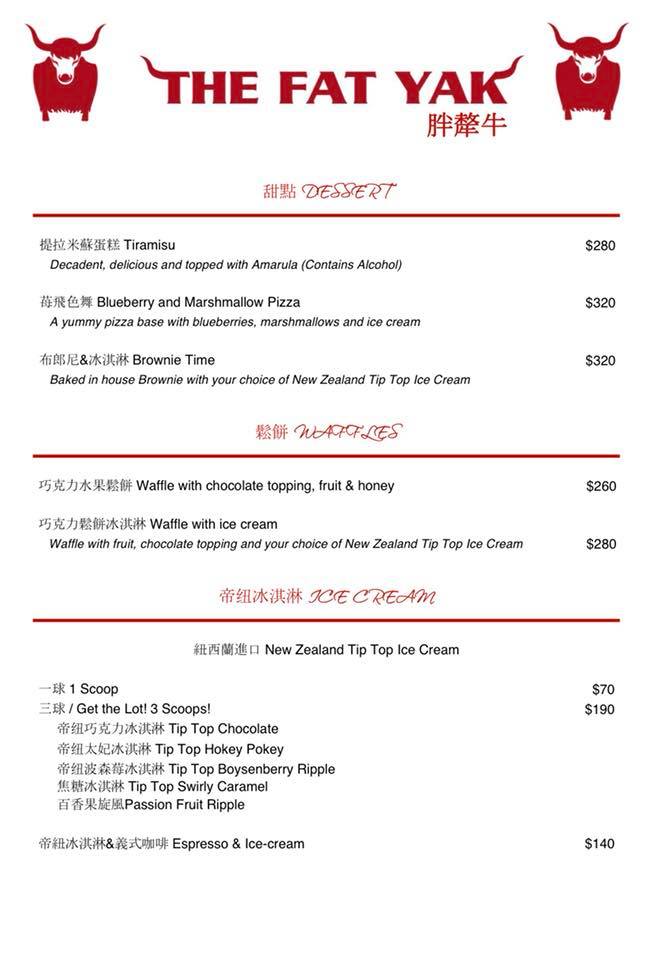 THE FAT YAK
胖犛牛
甜點 DESSERT
提拉米蘇蛋糕 Tiramisu $280
Decadent, delicious and topped with Amarula (Contains Alcohol)
莓飛色舞 Blueberry and Marshmallow Pizza $320
A yummy pizza base with blueberries, marshmallows and ice cream
布郎尼&冰淇淋 Brownie Time $320
Baked in house Brownie with your choice of New Zealand Tip Top Ice Cream
鬆餅 WAFFLES
巧克力水果鬆餅 Waffle with chocolate topping, fruit & honey $260
巧克力鬆餅冰淇淋 Waffle with ice cream
Waffle with fruit, chocolate topping and your choice of New Zealand Tip Top Ice Cream $280
帝纽冰淇淋 ICE CREAM
紐西蘭進口 New Zealand Tip Top Ice Cream
一球 1 Scoop $70
三球 / Get the Lot! 3 Scoops! $190
帝纽巧克力冰淇淋 Tip Top Chocolate
帝纽太妃冰淇淋 Tip Top Hokey Pokey
帝纽波森莓冰淇淋 Tip Top Boysenberry Ripple
焦糖冰淇淋 Tip Top Swirly Caramel
百香果旋風Passion Fruit Ripple
帝紐冰淇淋&義式咖啡 Espresso & Ice-cream $140